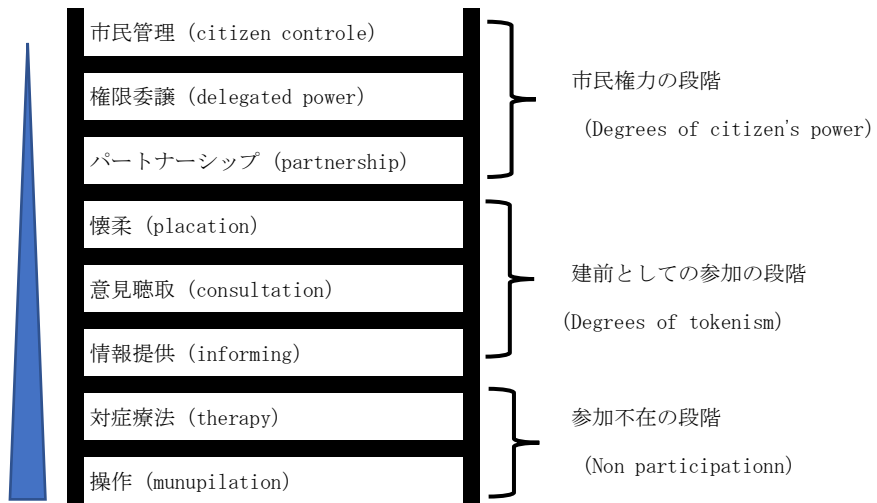 市民管理 (citizen controle)
権限委譲 (delegated power)
パートナーシップ (partnership)
懐柔 (placation)
意見聴取 (consultation)
情報提供 (informing)
対症療法 (therapy)
操作 (munupilation)
市民権力の段階
(Degrees of citizen's power)
建前としての参加の段階
(Degrees of tokenism)
参加不在の段階
(Non participationn)